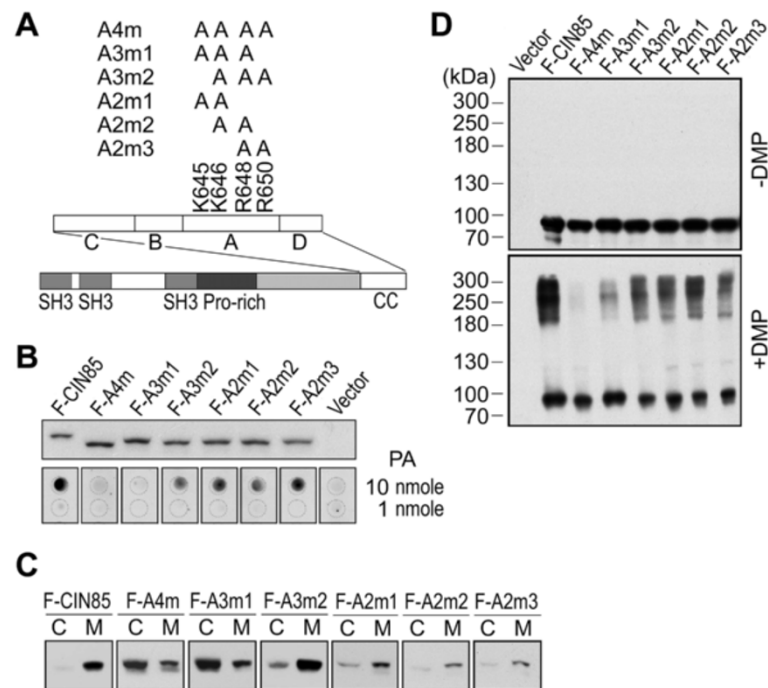 A
A4m A A A A
A3m1 A A A
A3m2 A A A
A2m1 A A
A2m2 A A
A2m3 A A
K645 K646 R648 R650
C B A D
SH3 SH3 SH3 Pro-rich CC
B
F-CIN85 F-A4m F-A3m1 F-A3m2 F-A2m1 F-A2m2 F-A2m3 Vector
PA
10 nmole
1 nmole
C
F-CIN85 F-A4m F-A3m1 F-A3m2 F-A2m1 F-A2m2 F-A2m3
C M C M C M C M C M C M C M
D
Vector F-CIN85 F-A4m F-A3m1 F-A3m2 F-A2m1 F-A2m2 F-A2m3
(kDa)
300
250
180
130
100
70
-DMP
300
250
180
130
100
70
+DMP